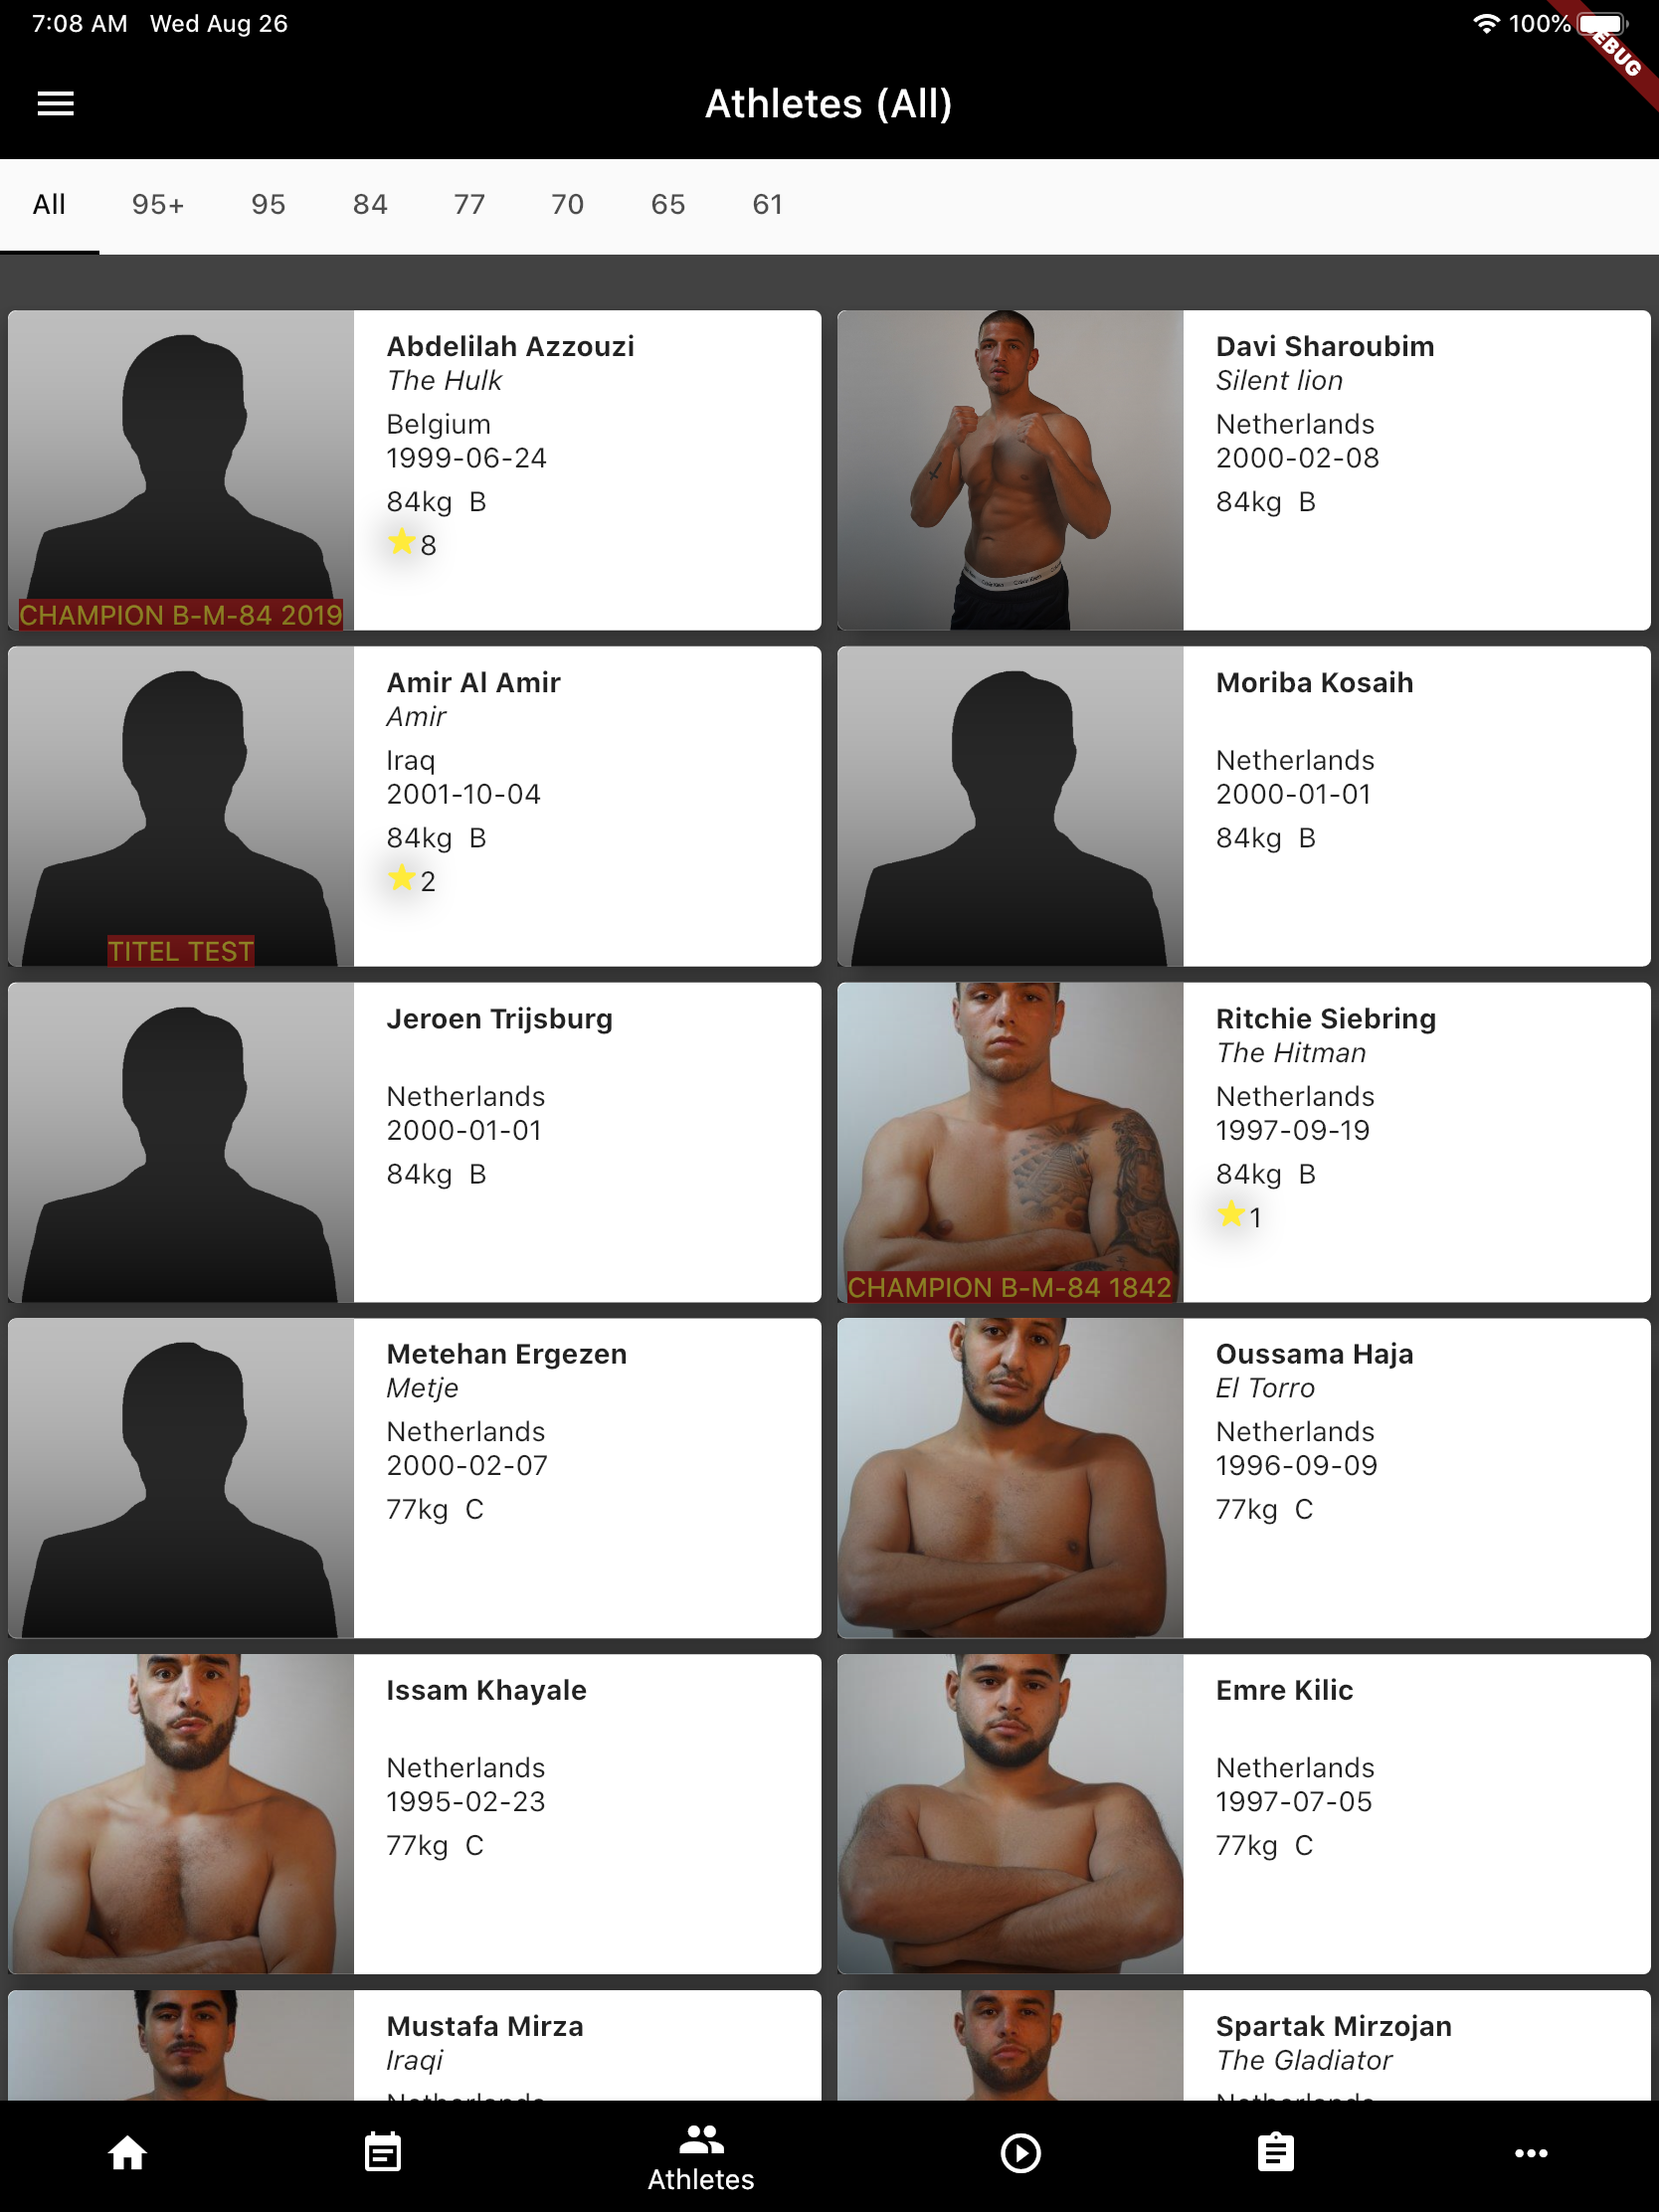 7:08 AM Wed Aug 26
100%
Athletes (All)
All 95+ 95 84 77 70 65 61
Abdelilah Azzouzi
The Hulk
Belgium
1999-06-24
84kg B
8
CHAMPION B-M-84 2019
Davi Sharoubim
Silent lion
Netherlands
2000-02-08
84kg B
Amir Al Amir
Amir
Iraq
2001-10-04
84kg B
2
TITEL TEST
Moriba Kosaih
Netherlands
2000-01-01
84kg B
Jeroen Trijsburg
Netherlands
2000-01-01
84kg B
Ritchie Siebring
The Hitman
Netherlands
1997-09-19
84kg B
1
CHAMPION B-M-84 1842
Metehan Ergezen
Metje
Netherlands
2000-02-07
77kg C
Oussama Haja
El Torro
Netherlands
1996-09-09
77kg C
Issam Khayale
Netherlands
1995-02-23
77kg C
Emre Kilic
Netherlands
1997-07-05
77kg C
Mustafa Mirza
Iraqi
Netherlands
Spartak Mirzojan
The Gladiator
Netherlands
Athletes